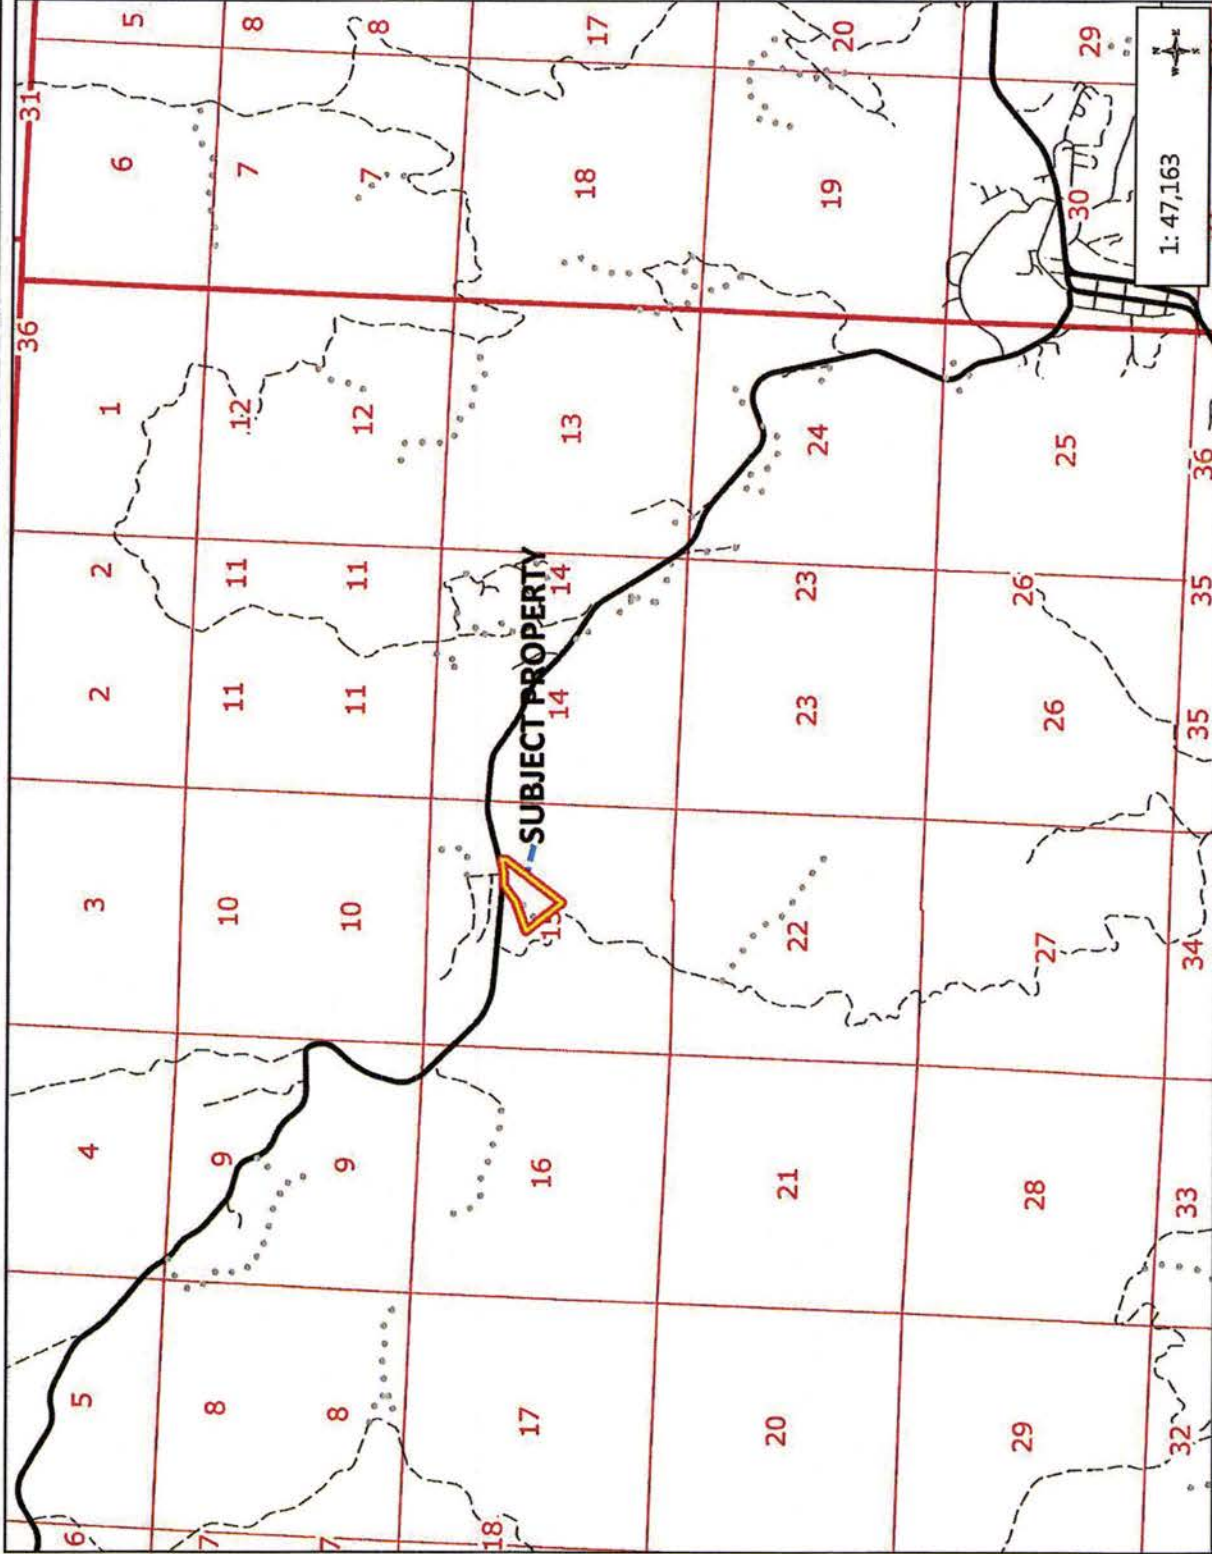 36 31
6 5 4 3 2 2 1 6 5
7 8 9 10 11 11 12 7 8
7 8 9 10 11 11 12 7 8
SUBJECT PROPERTY
18 17 16 15 14 14 13 18 17
20 21 22 23 23 24 19 20
29 28 27 26 26 25 30 29
32 33 34 35 35 36
1: 47,163
N
W E
S